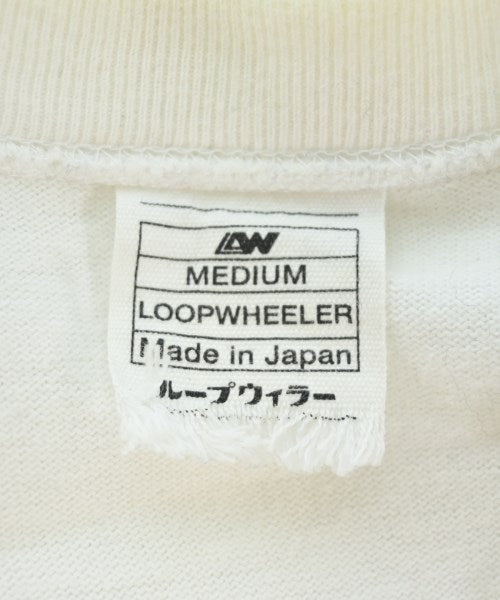 LW
MEDIUM
LOOPWHEELER
Made in Japan
ループウィラー